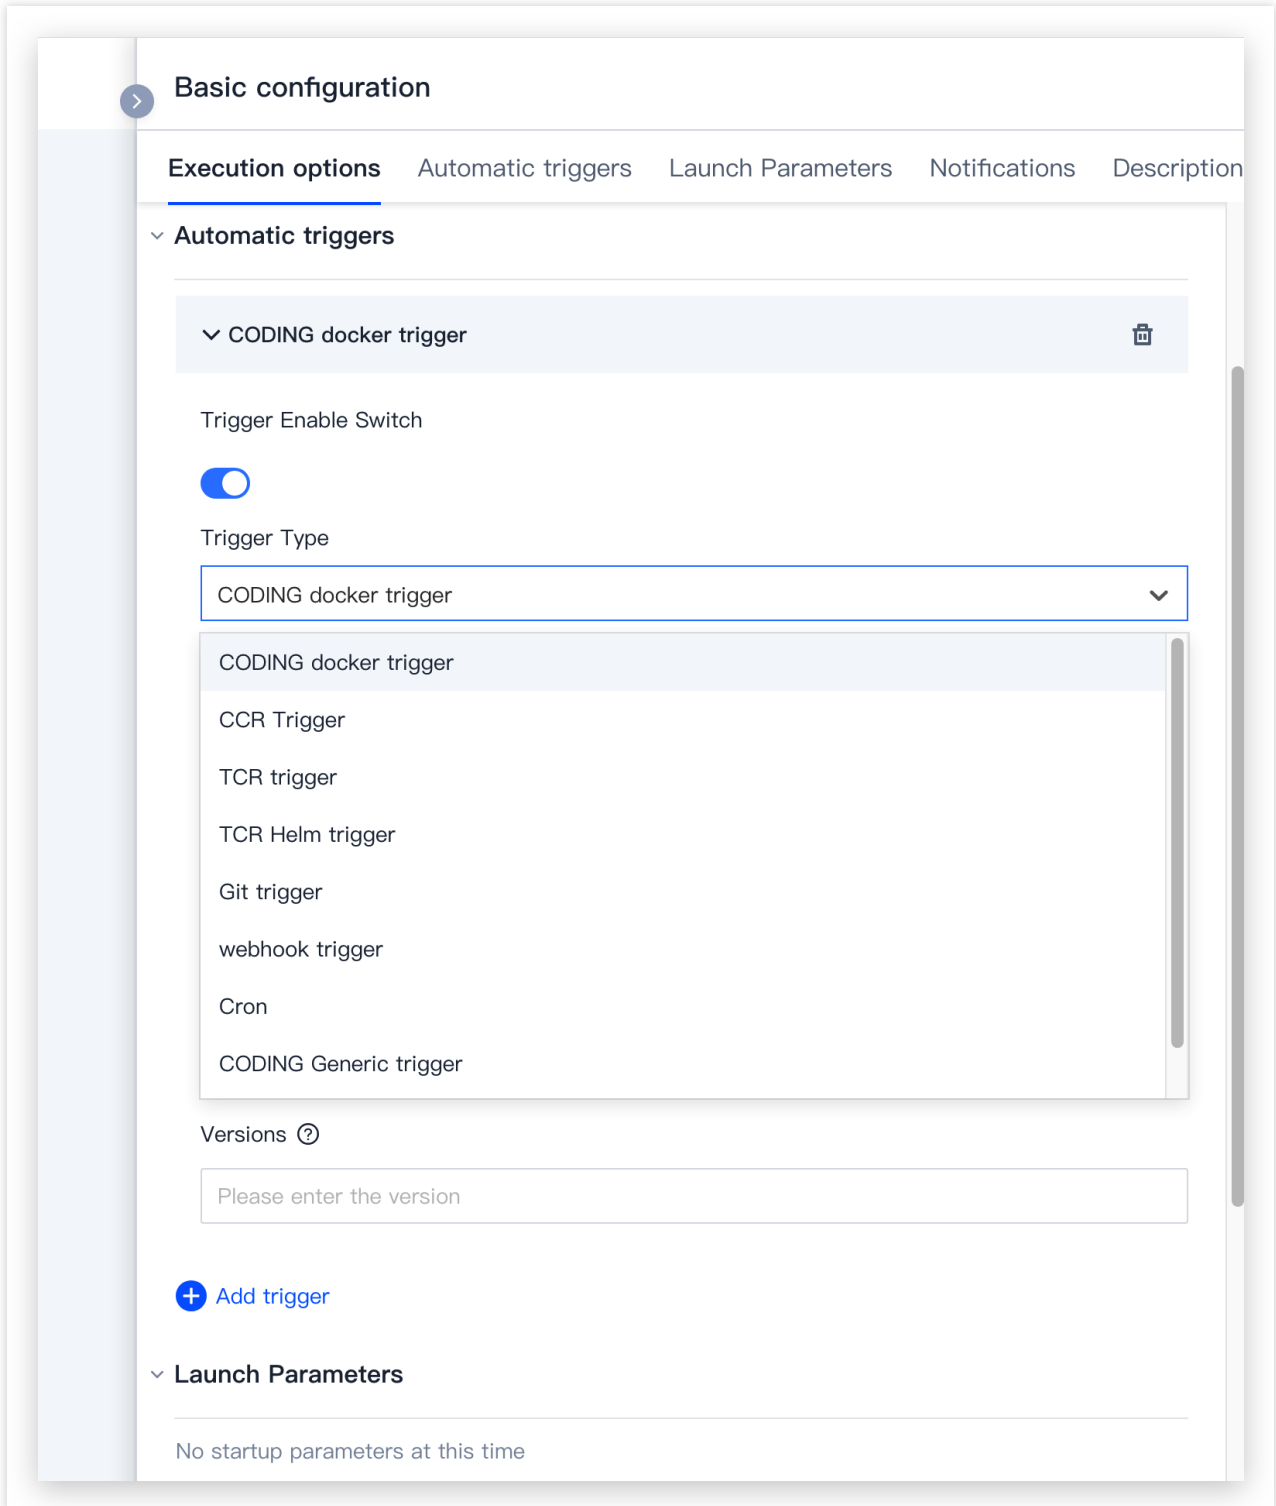 Basic configuration
Execution options Automatic triggers Launch Parameters Notifications Description
Automatic triggers
CODING docker trigger
Trigger Enable Switch
Trigger Type
CODING docker trigger
CODING docker trigger
CCR Trigger
TCR trigger
TCR Helm trigger
Git trigger
webhook trigger
Cron
CODING Generic trigger
Versions
Please enter the version
Add trigger
Launch Parameters
No startup parameters at this time